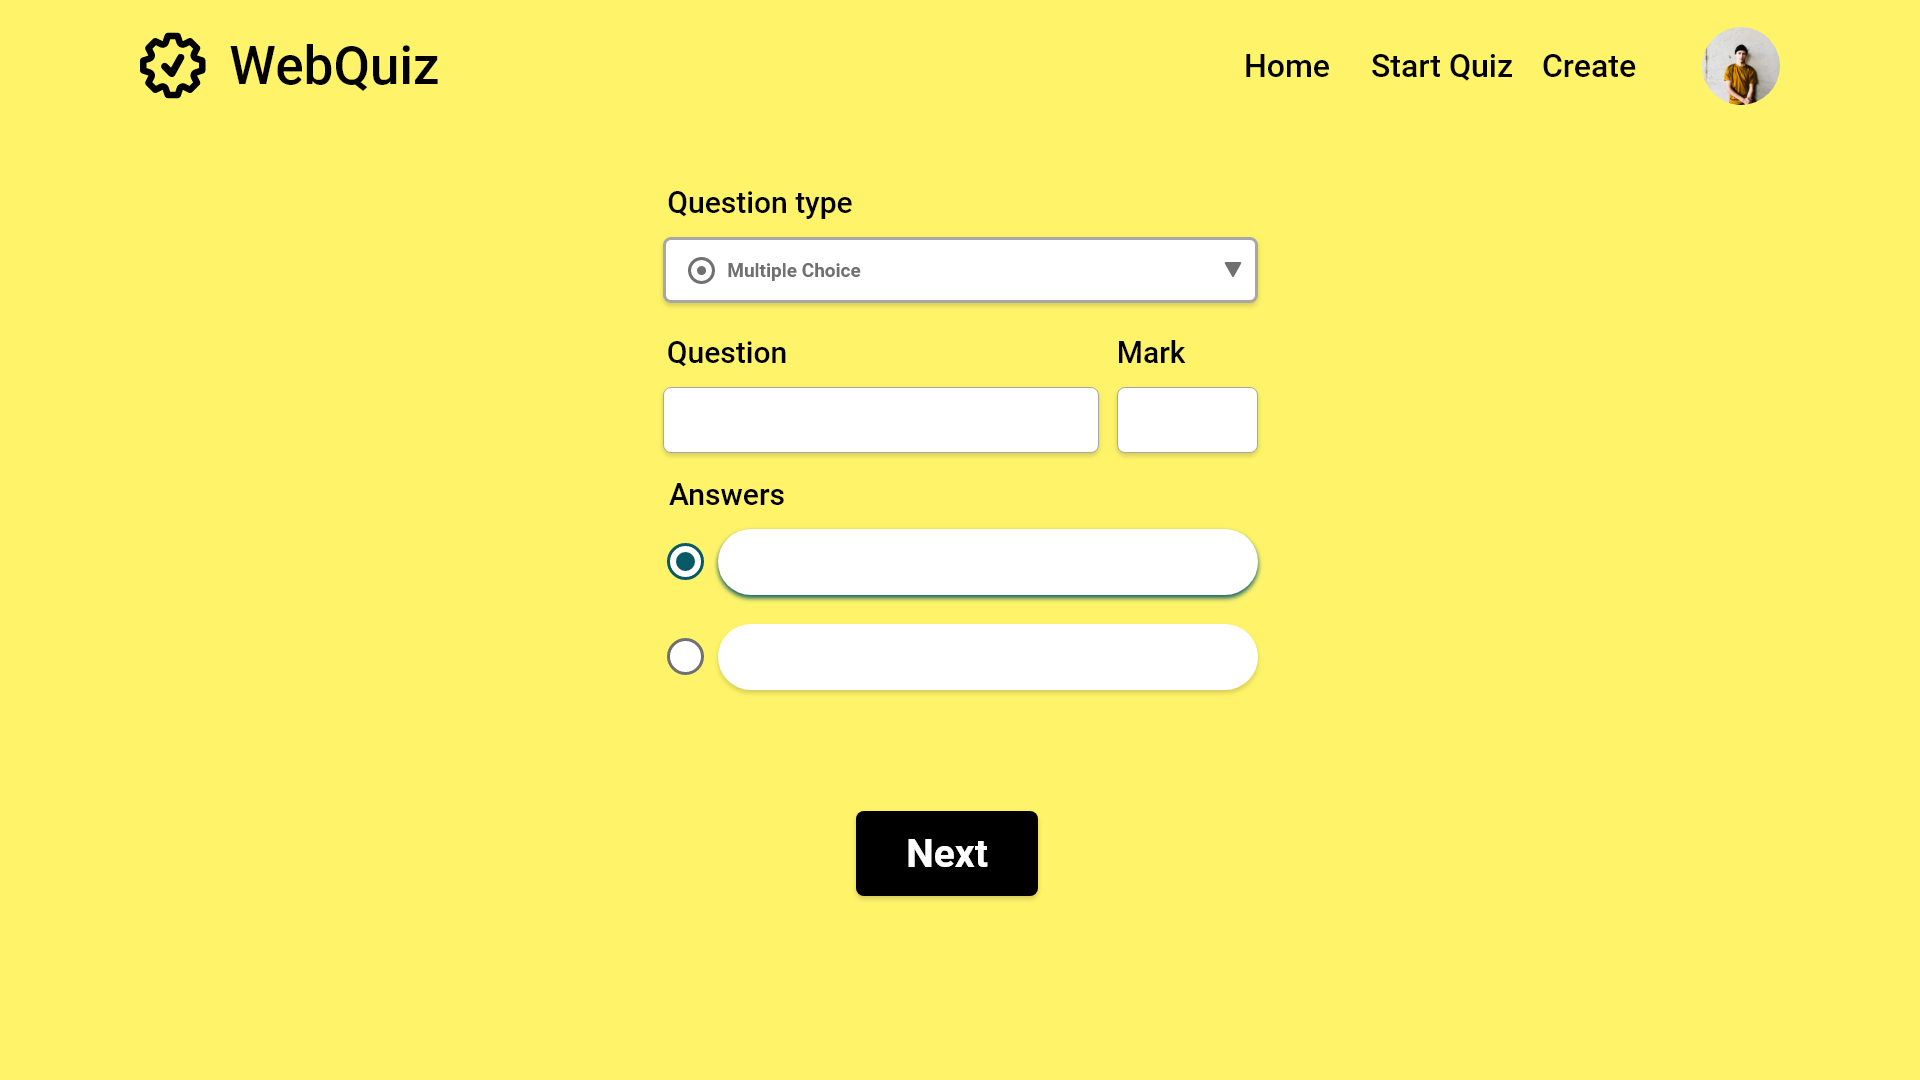 WebQuiz
Home Start Quiz Create
Question type
Multiple Choice
Question Mark
Answers
Next